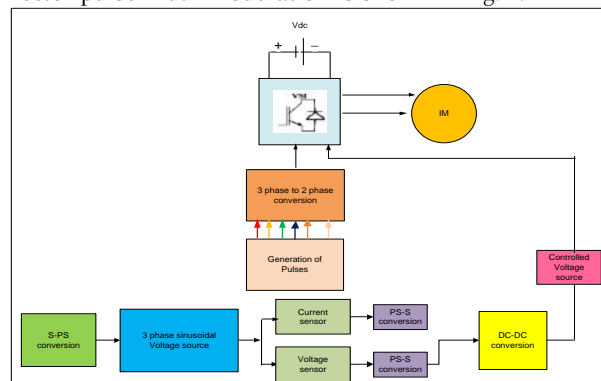 Vdc
+ −
VSI
IM
3 phase to 2 phase
conversion
Generation of
Pulses
Controlled
Voltage
source
S-PS
conversion
3 phase sinusoidal
Voltage source
Current
sensor
PS-S
conversion
Voltage
sensor
PS-S
conversion
DC-DC
conversion